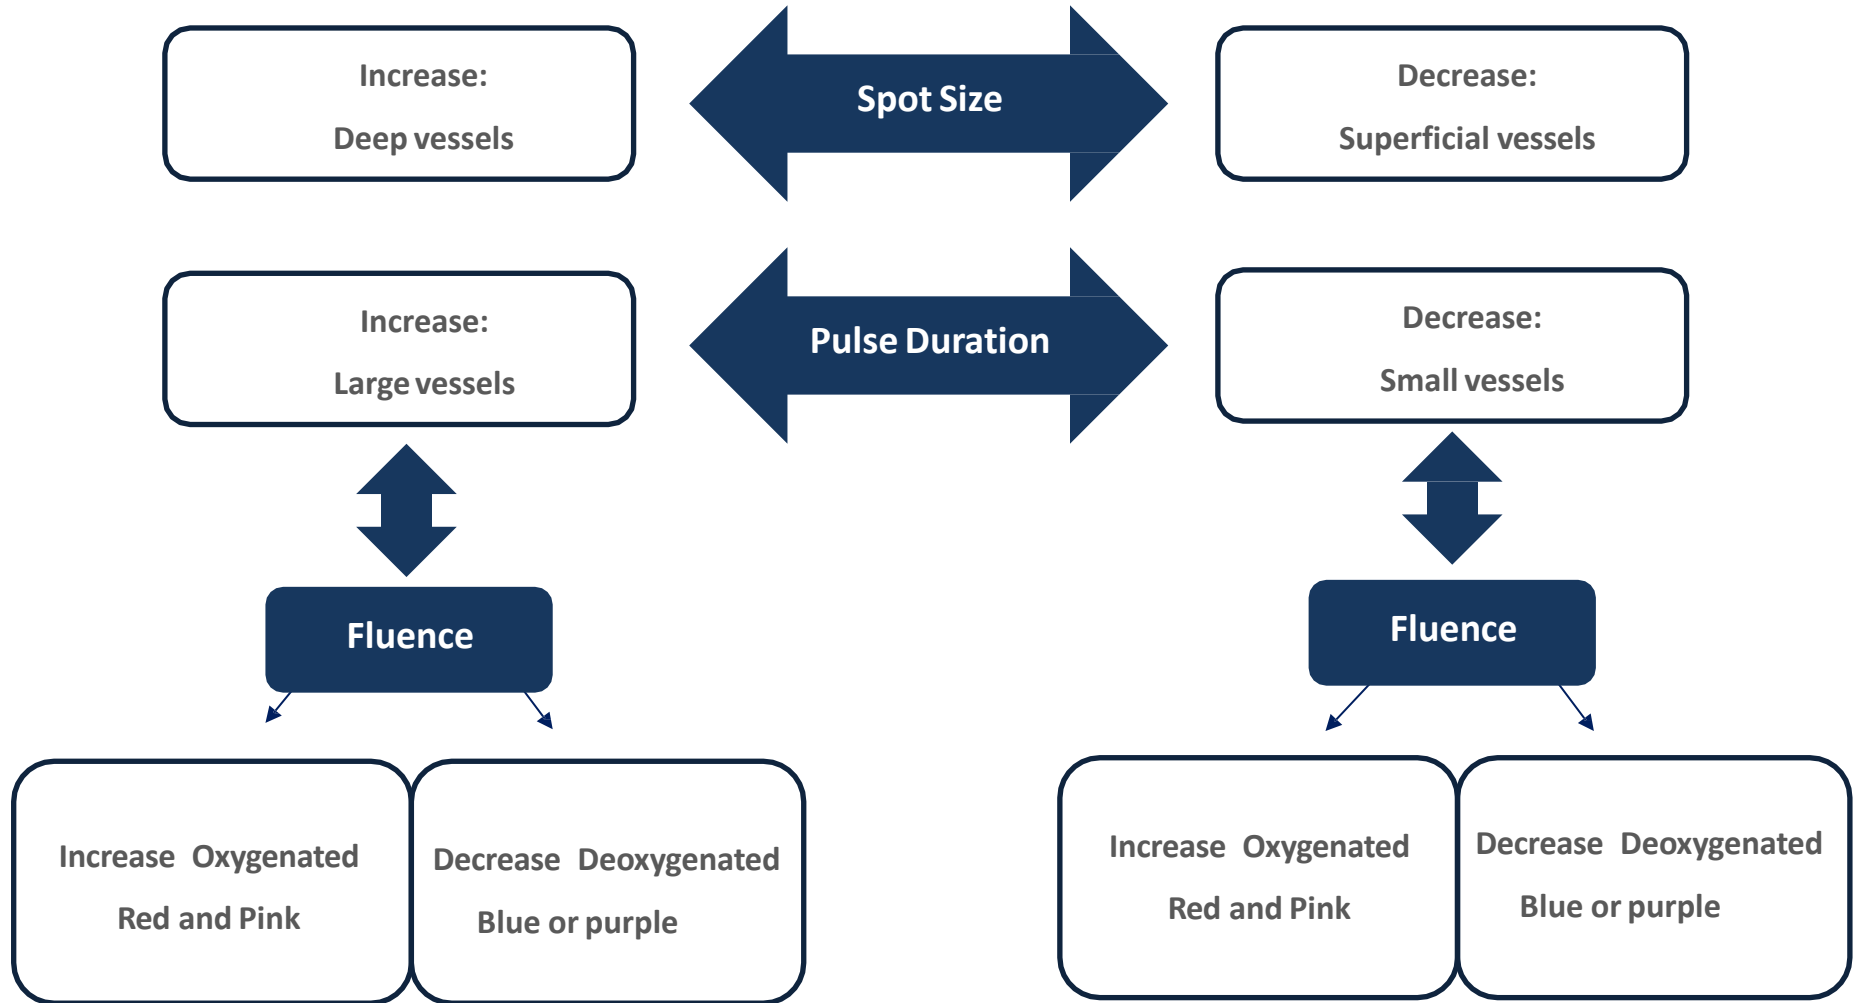 Increase:
Deep vessels
Spot Size
Decrease:
Superficial vessels
Increase:
Large vessels
Pulse Duration
Decrease:
Small vessels
Fluence
Fluence
Increase Oxygenated
Red and Pink
Decrease Deoxygenated
Blue or purple
Increase Oxygenated
Red and Pink
Decrease Deoxygenated
Blue or purple